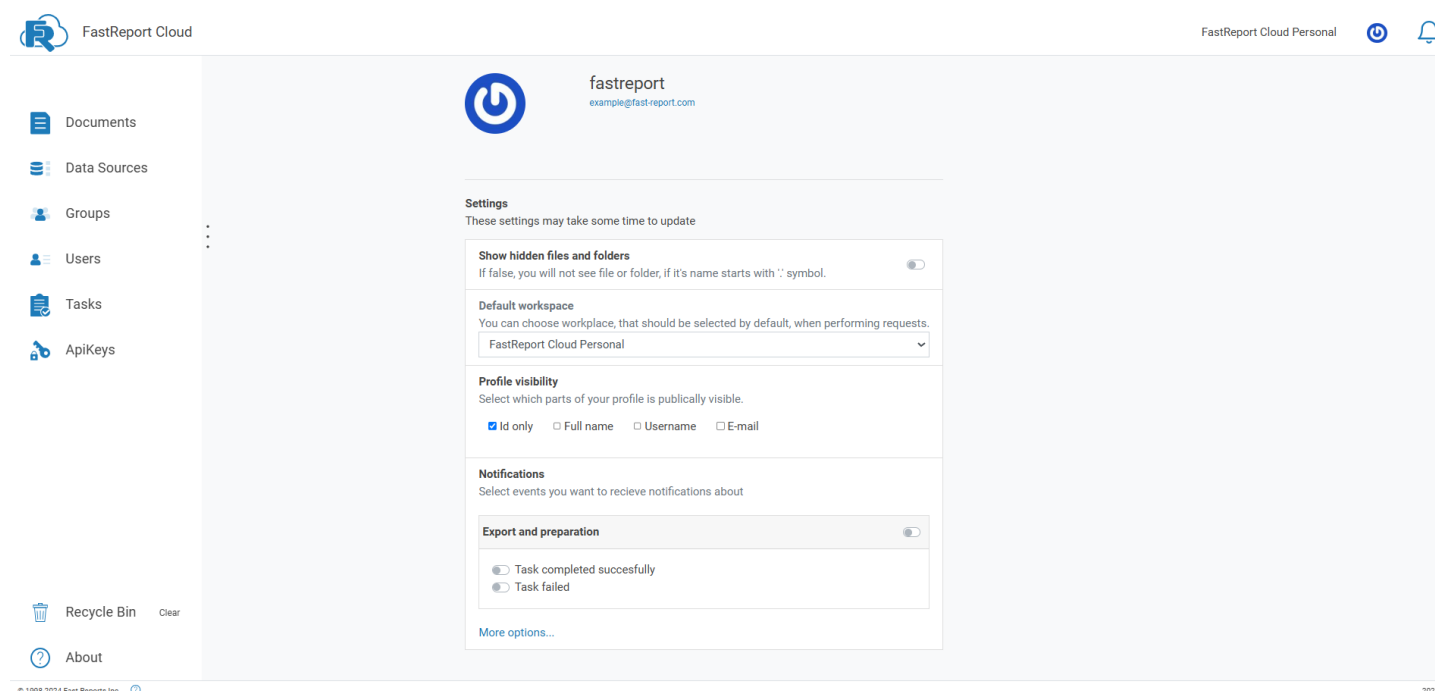 FastReport Cloud
FastReport Cloud Personal
fastreport
example@fast-report.com
Documents
Data Sources
Groups
Users
Tasks
ApiKeys
Settings
These settings may take some time to update
Show hidden files and folders
If false, you will not see file or folder, if it's name starts with '.' symbol.
Default workspace
You can choose workplace, that should be selected by default, when performing requests.
FastReport Cloud Personal
Profile visibility
Select which parts of your profile is publically visible.
Id only Full name Username E-mail
Notifications
Select events you want to recieve notifications about
Export and preparation
Task completed succesfully
Task failed
More options...
Recycle Bin Clear
About
© 1998-2024 Fast Reports Inc.